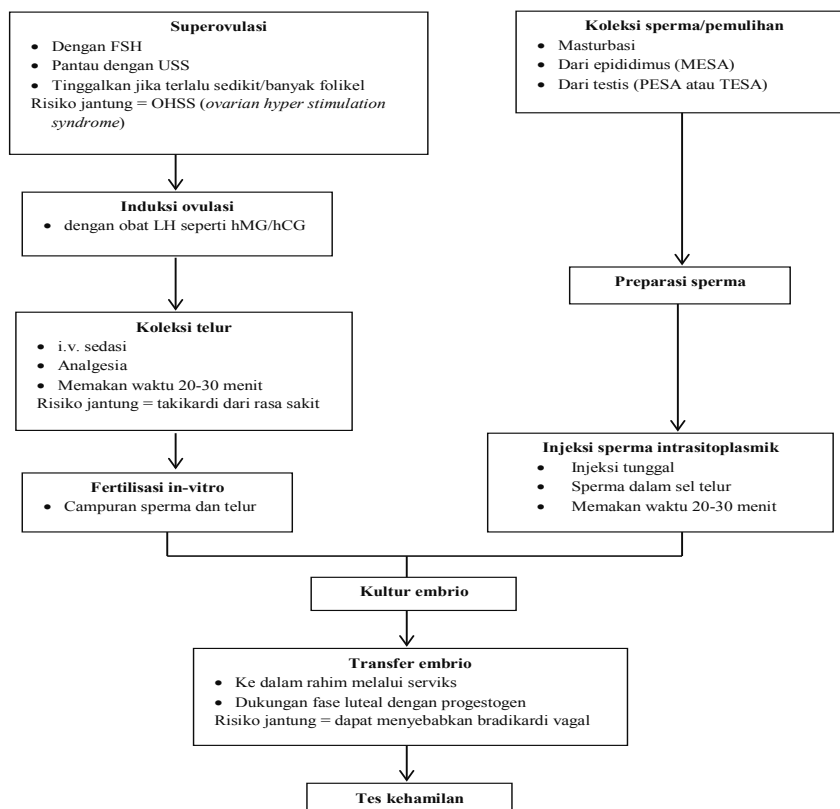 Superovulasi
• Dengan FSH
• Pantau dengan USS
• Tinggalkan jika terlalu sedikit/banyak folikel
Risiko jantung = OHSS (ovarian hyper stimulation
syndrome)
Koleksi sperma/pemulihan
• Masturbasi
• Dari epididimus (MESA)
• Dari testis (PESA atau TESA)
Induksi ovulasi
• dengan obat LH seperti hMG/hCG
Preparasi sperma
Koleksi telur
• i.v. sedasi
• Analgesia
• Memakan waktu 20-30 menit
Risiko jantung = takikardi dari rasa sakit
Injeksi sperma intrasitoplasmik
• Injeksi tunggal
• Sperma dalam sel telur
• Memakan waktu 20-30 menit
Fertilisasi in-vitro
• Campuran sperma dan telur
Kultur embrio
Transfer embrio
• Ke dalam rahim melalui serviks
• Dukungan fase luteal dengan progestogen
Risiko jantung = dapat menyebabkan bradikardi vagal
Tes kehamilan